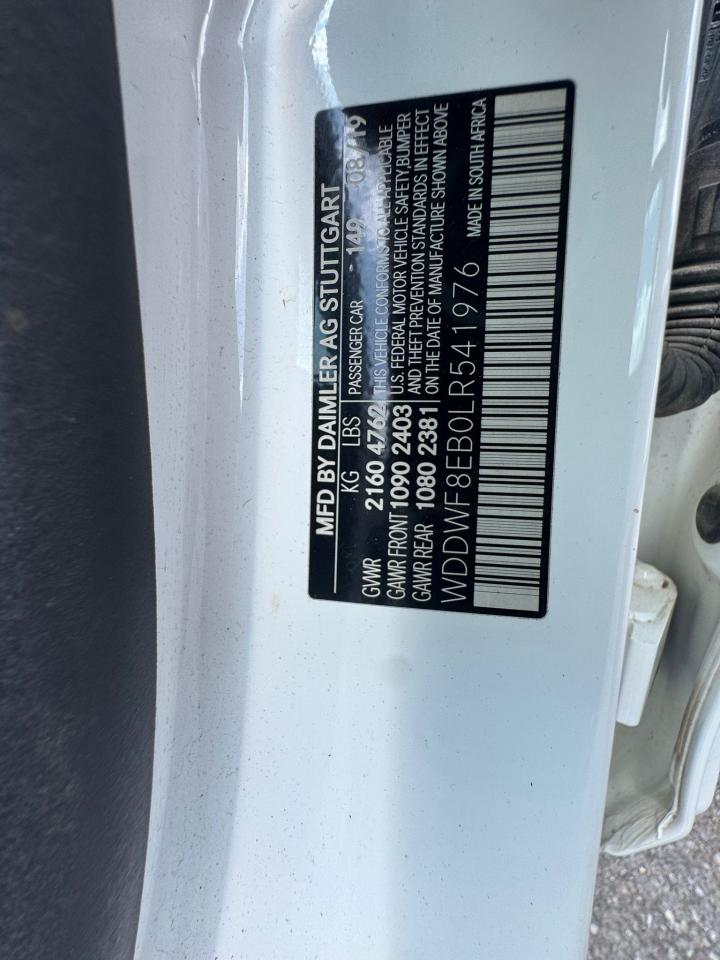 MFD BY DAIMLER AG STUTTGART
KG LBS PASSENGER CAR - 149 - 08/19
GVWR 2160 4762 THIS VEHICLE CONFORMS TO ALL APPLICABLE
GAWR FRONT 1090 2403 U.S. FEDERAL MOTOR VEHICLE SAFETY,BUMPER
GAWR REAR 1080 2381 AND THEFT PREVENTION STANDARDS IN EFFECT
ON THE DATE OF MANUFACTURE SHOWN ABOVE
WDDWF8EB0LR541976 MADE IN SOUTH AFRICA